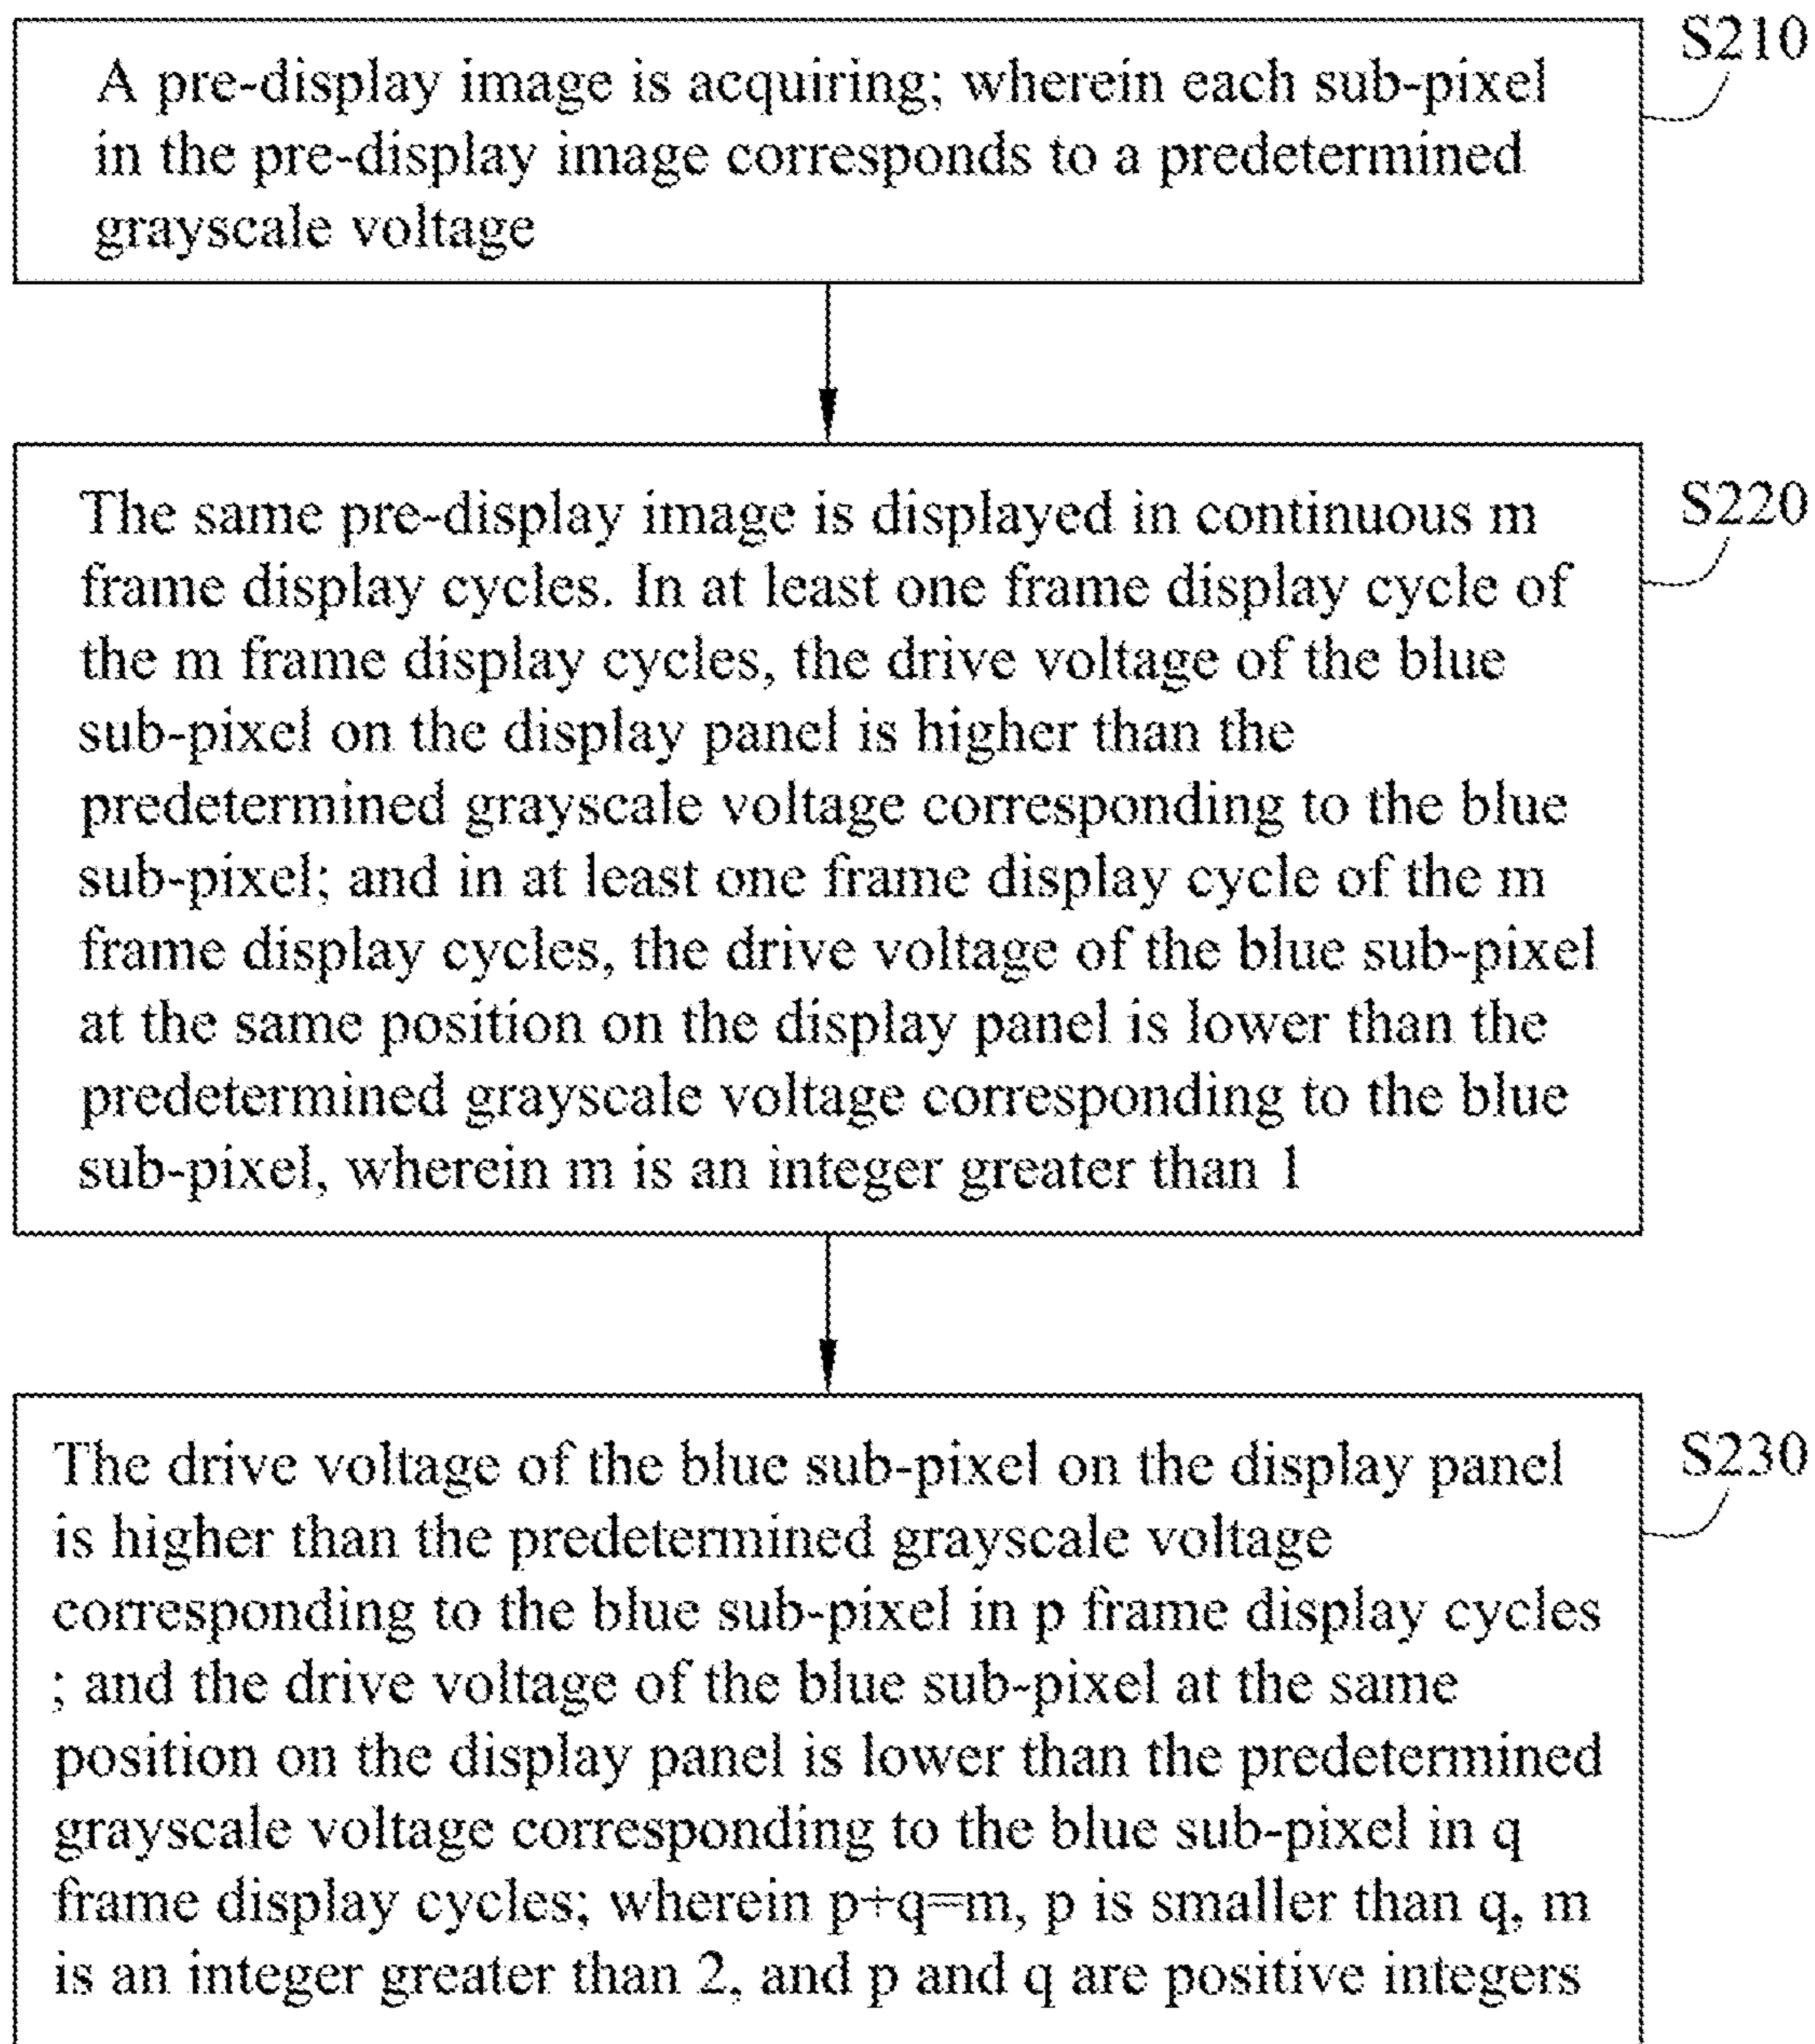 S210
A pre-display image is acquiring; wherein each sub-pixel
in the pre-display image corresponds to a predetermined
grayscale voltage
S220
The same pre-display image is displayed in continuous m
frame display cycles. In at least one frame display cycle of
the m frame display cycles, the drive voltage of the blue
sub-pixel on the display panel is higher than the
predetermined grayscale voltage corresponding to the blue
sub-pixel; and in at least one frame display cycle of the m
frame display cycles, the drive voltage of the blue sub-pixel
at the same position on the display panel is lower than the
predetermined grayscale voltage corresponding to the blue
sub-pixel, wherein m is an integer greater than 1
S230
The drive voltage of the blue sub-pixel on the display panel
is higher than the predetermined grayscale voltage
corresponding to the blue sub-pixel in p frame display cycles
; and the drive voltage of the blue sub-pixel at the same
position on the display panel is lower than the predetermined
grayscale voltage corresponding to the blue sub-pixel in q
frame display cycles; wherein p+q=m, p is smaller than q, m
is an integer greater than 2, and p and q are positive integers